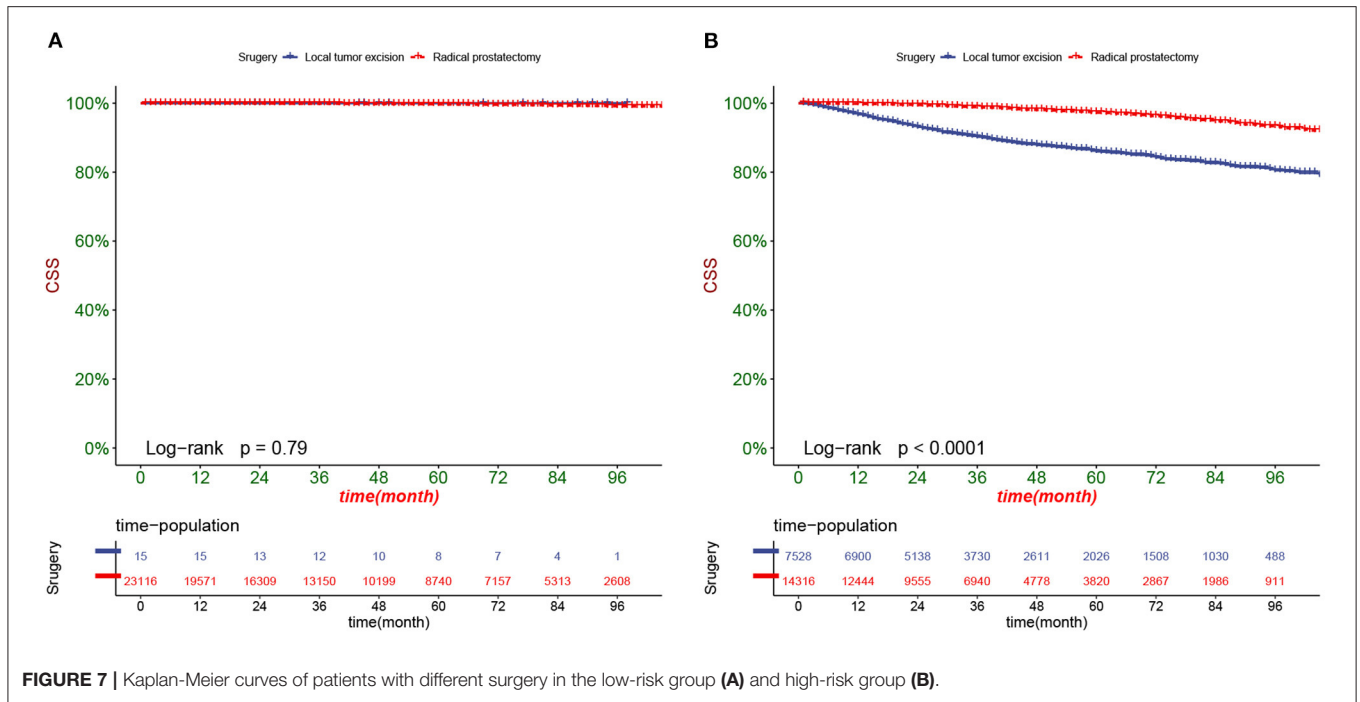 A
Srugery Local tumor excision Radical prostatectomy
100%
80%
60%
40%
20%
0%
CSS
Log-rank p = 0.79
0 12 24 36 48 60 72 84 96
time(month)
time-population
Srugery
15 15 13 12 10 8 7 4 1
23116 19571 16309 13150 10199 8740 7157 5313 2608
0 12 24 36 48 60 72 84 96
time(month)
B
Srugery Local tumor excision Radical prostatectomy
100%
80%
60%
40%
20%
0%
CSS
Log-rank p < 0.0001
0 12 24 36 48 60 72 84 96
time(month)
time-population
Srugery
7528 6900 5138 3730 2611 2026 1508 1030 488
14316 12444 9555 6940 4778 3820 2867 1986 911
0 12 24 36 48 60 72 84 96
time(month)
FIGURE 7 | Kaplan-Meier curves of patients with different surgery in the low-risk group (A) and high-risk group (B).